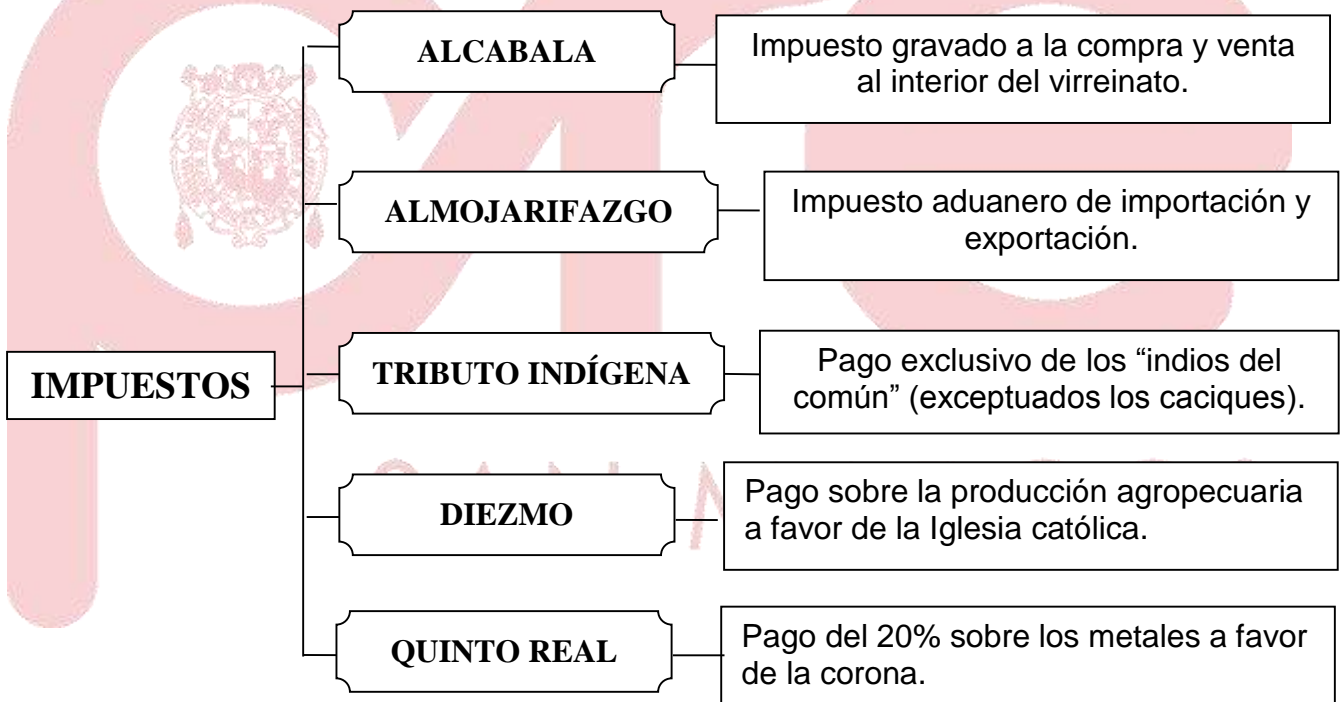 ALCABALA
Impuesto gravado a la compra y venta
al interior del virreinato.
ALMOJARIFAZGO
Impuesto aduanero de importación y
exportación.
IMPUESTOS
TRIBUTO INDÍGENA
Pago exclusivo de los “indios del
común” (exceptuados los caciques).
DIEZMO
Pago sobre la producción agropecuaria
a favor de la Iglesia católica.
QUINTO REAL
Pago del 20% sobre los metales a favor
de la corona.